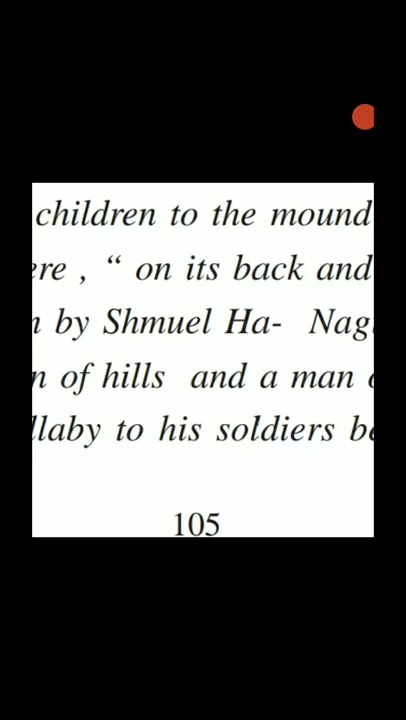 children to the mound
, “ on its back and
by Shmuel Ha-
of hills and a man
to his soldiers
105